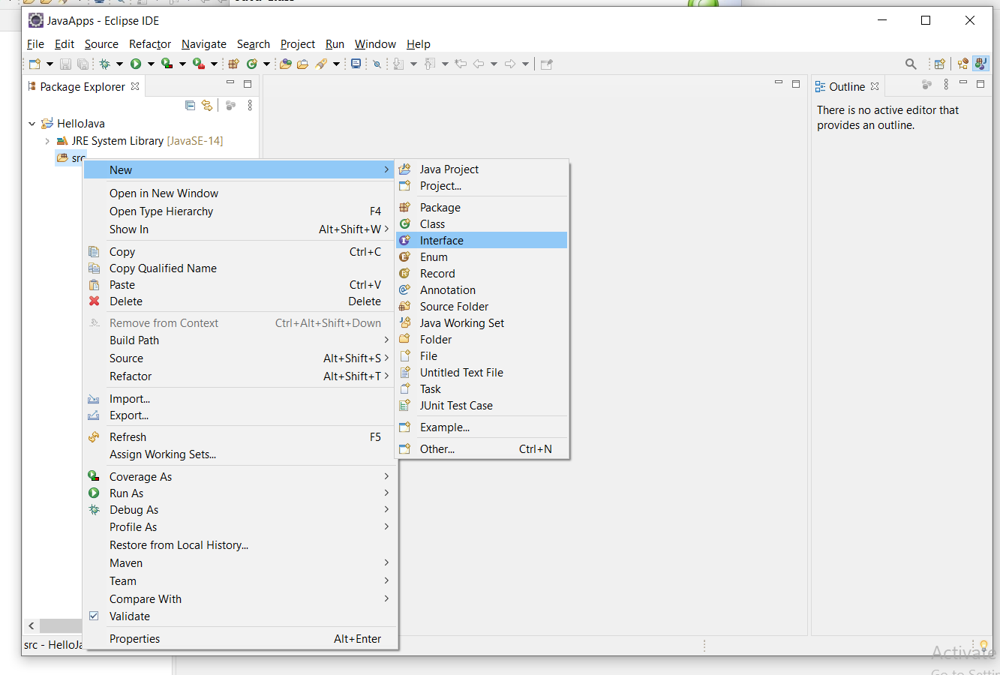 JavaApps - Eclipse IDE
File Edit Source Refactor Navigate Search Project Run Window Help
Package Explorer
Outline
There is no active editor that
provides an outline.
HelloJava
JRE System Library [JavaSE-14]
src
New
Open in New Window
Open Type Hierarchy F4
Show In Alt+Shift+W
Copy Ctrl+C
Copy Qualified Name
Paste Ctrl+V
Delete Delete
Remove from Context Ctrl+Alt+Shift+Down
Build Path
Source Alt+Shift+S
Refactor Alt+Shift+T
Import...
Export...
Refresh F5
Assign Working Sets...
Coverage As
Run As
Debug As
Profile As
Restore from Local History...
Maven
Team
Compare With
Validate
Properties Alt+Enter
Java Project
Project...
Package
Class
Interface
Enum
Record
Annotation
Source Folder
Java Working Set
Folder
File
Untitled Text File
Task
JUnit Test Case
Example...
Other... Ctrl+N
src - HelloJa
Activate